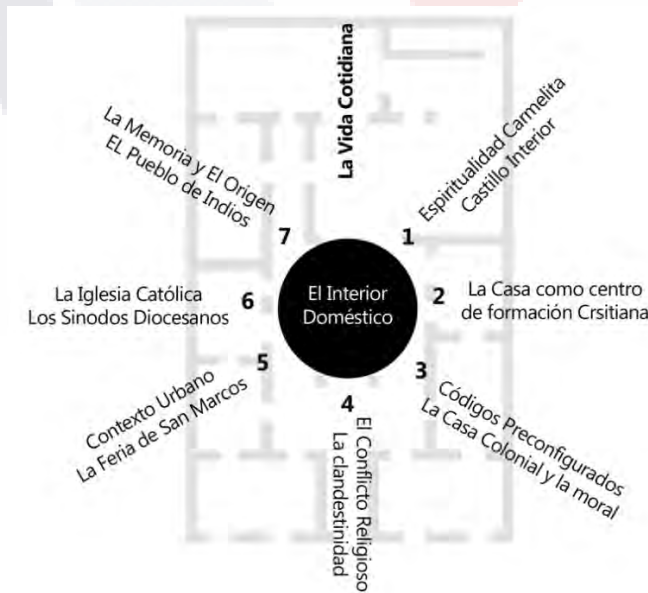 La Vida Cotidiana
1
Espiritualidad Carmelita
Castillo Interior
2
La Casa como centro
de formación Crsitiana
3
Códigos Preconfigurados
La Casa Colonial y la moral
4
El Conflicto Religioso
La clandestinidad
5
Contexto Urbano
La Feria de San Marcos
6
La Iglesia Católica
Los Sinodos Diocesanos
7
La Memoria y El Origen
EL Pueblo de Indios
El Interior
Doméstico